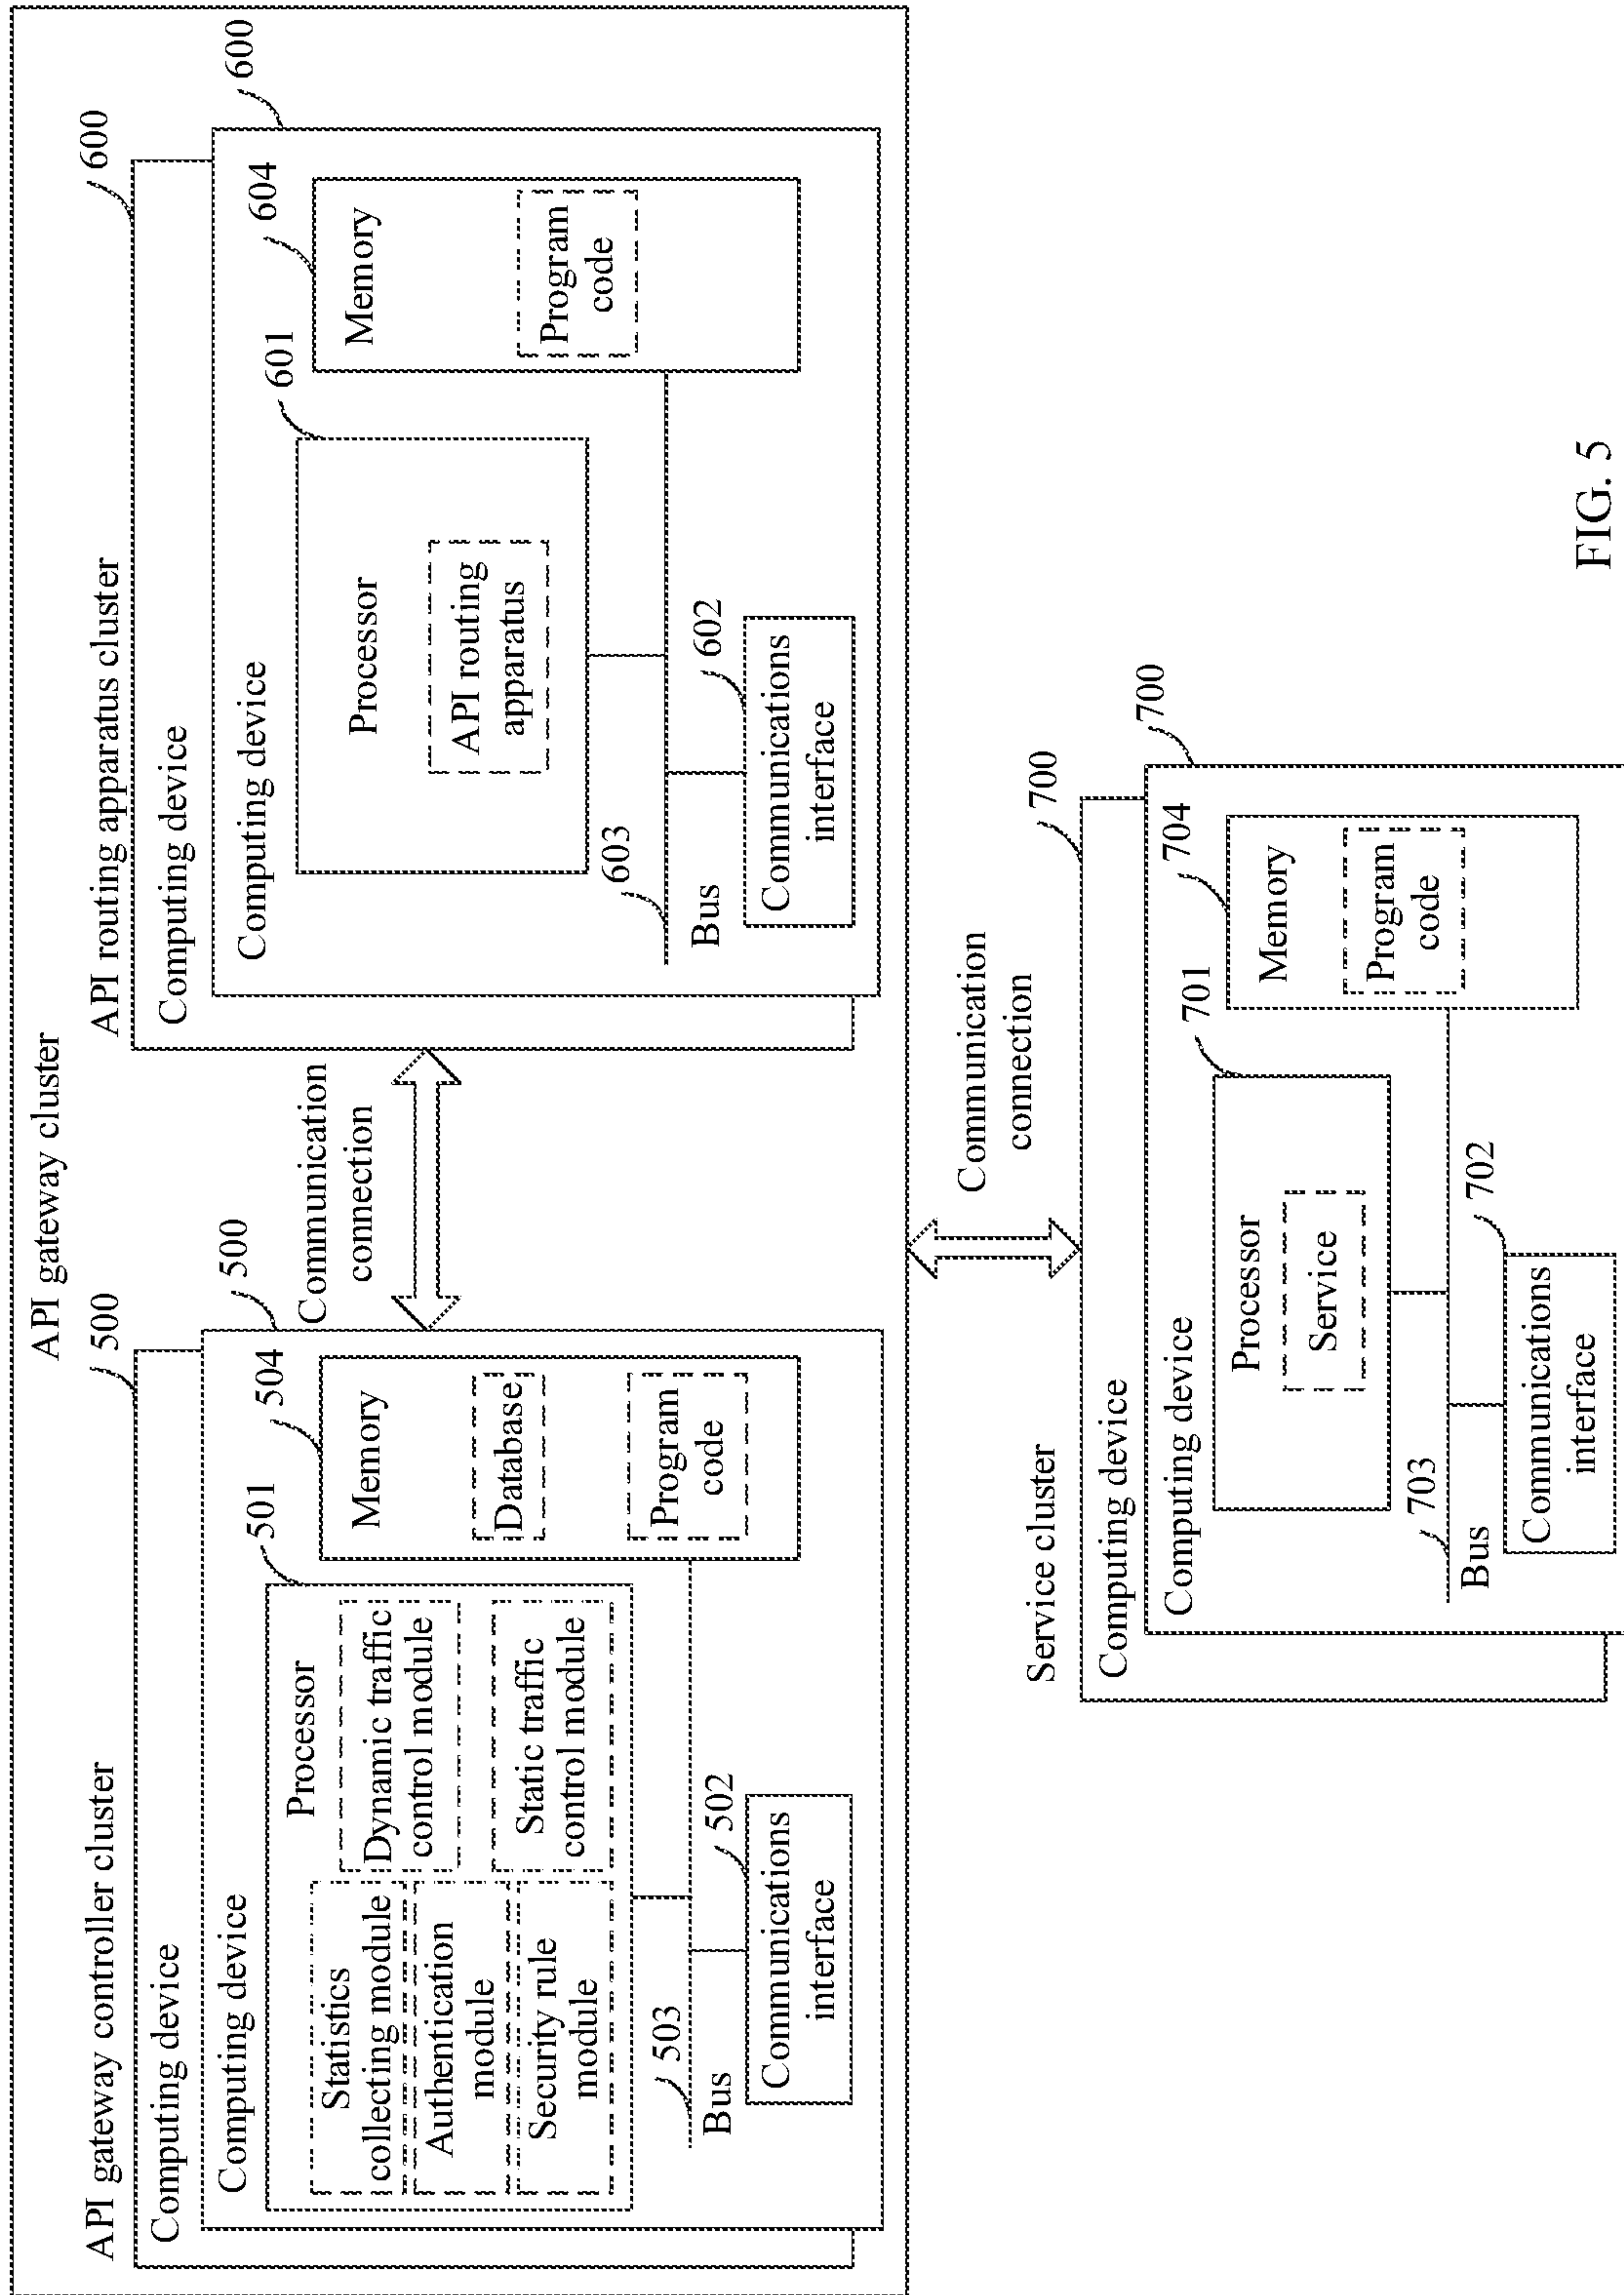 API gateway cluster
API gateway controller cluster
500
Computing device
500
Computing device
501
Processor
Statistics
collecting module
Authentication
module
Security rule
module
Dynamic traffic
control module
Static traffic
control module
504
Memory
Database
Program
code
503
Bus
502
Communications
interface
Communication
connection
API routing apparatus cluster
600
Computing device
600
Computing device
601
Processor
API routing
apparatus
604
Memory
Program
code
603
Bus
602
Communications
interface
Communication
connection
Service cluster
700
Computing device
700
Computing device
701
Processor
Service
704
Memory
Program
code
703
Bus
702
Communications
interface
FIG. 5